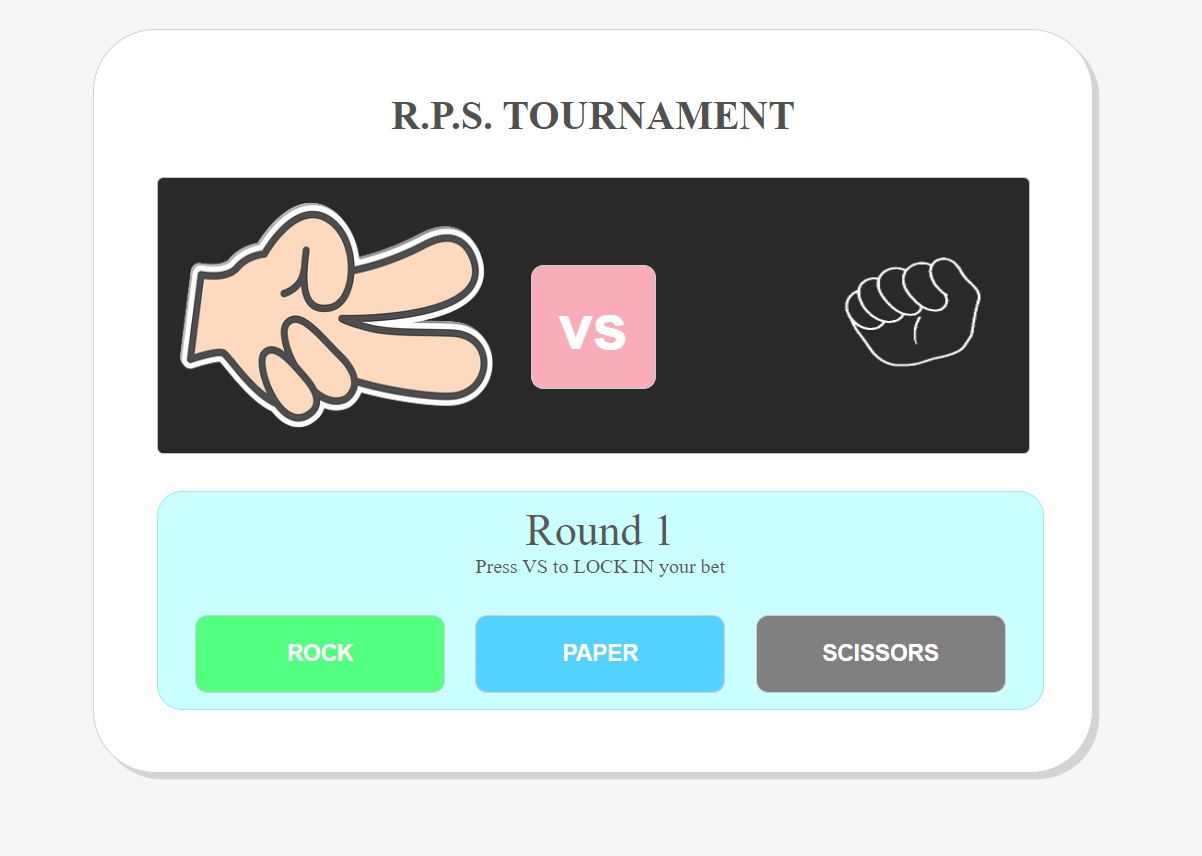 R.P.S. TOURNAMENT
VS
Round 1
Press VS to LOCK IN your bet
ROCK
PAPER
SCISSORS